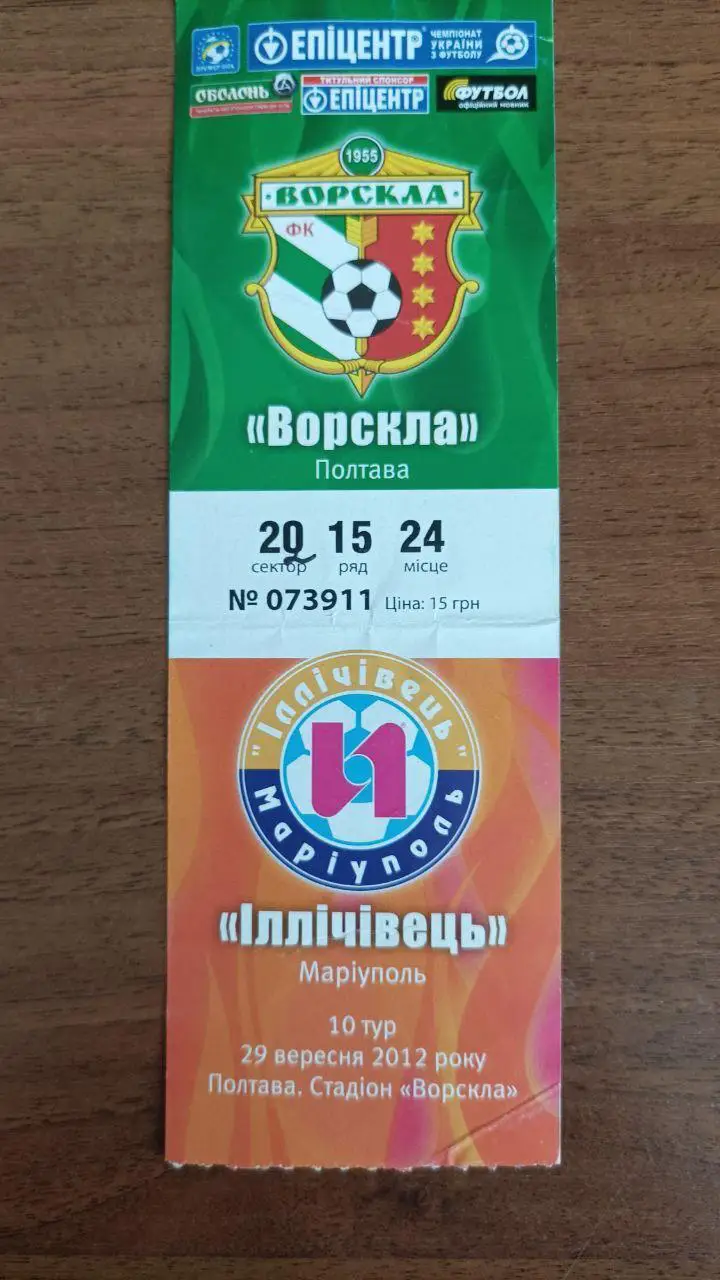 ЕПІЦЕНТР
ЧЕМПІОНАТ
УКРАЇНИ
З ФУТБОЛУ
ОБОЛОНЬ
ТИТУЛЬНИЙ СПОНСОР
ЕПІЦЕНТР
ФУТБОЛ
офіційний мовник
1955
ВОРСКЛА
ФК
«Ворскла»
Полтава
20 15 24
сектор ряд місце
№ 073911 Ціна: 15 грн
"Іллічівець"
И
Маріуполь
«Іллічівець»
Маріуполь
10 тур
29 вересня 2012 року
Полтава. Стадіон «Ворскла»